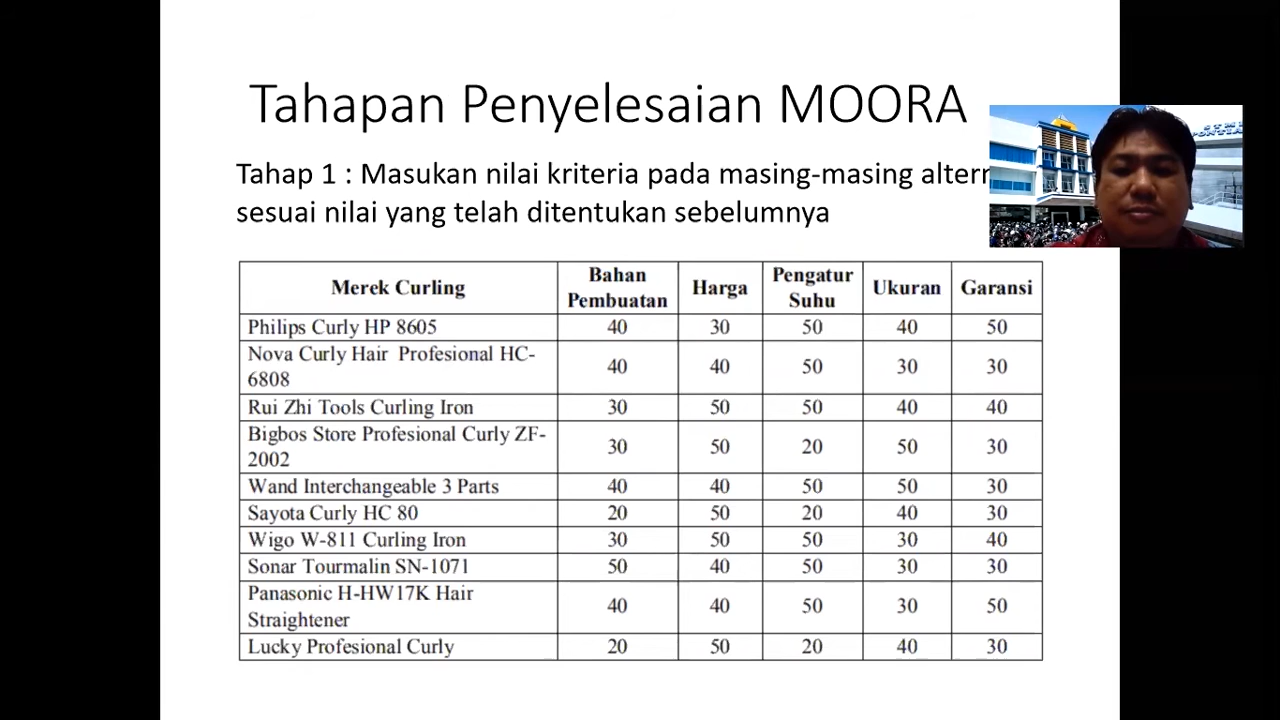 Tahapan Penyelesaian MOORA
Tahap 1 : Masukan nilai kriteria pada masing-masing
sesuai nilai yang telah ditentukan sebelumnya
Merek Curling Bahan Pembuatan Harga Pengatur Suhu Ukuran Garansi
Philips Curly HP 8605 40 30 50 40 50
Nova Curly Hair Profesional HC-
6808 40 40 50 30 30
Rui Zhi Tools Curling Iron 30 50 50 40 40
Bigbos Store Profesional Curly ZF-
2002 30 50 20 50 30
Wand Interchangeable 3 Parts 40 40 50 50 30
Sayota Curly HC 80 20 50 20 40 30
Wigo W-811 Curling Iron 30 50 50 30 40
Sonar Tourmalin SN-1071 50 40 50 30 30
Panasonic H-HW17K Hair
Straightener 40 40 50 30 50
Lucky Profesional Curly 20 50 20 40 30